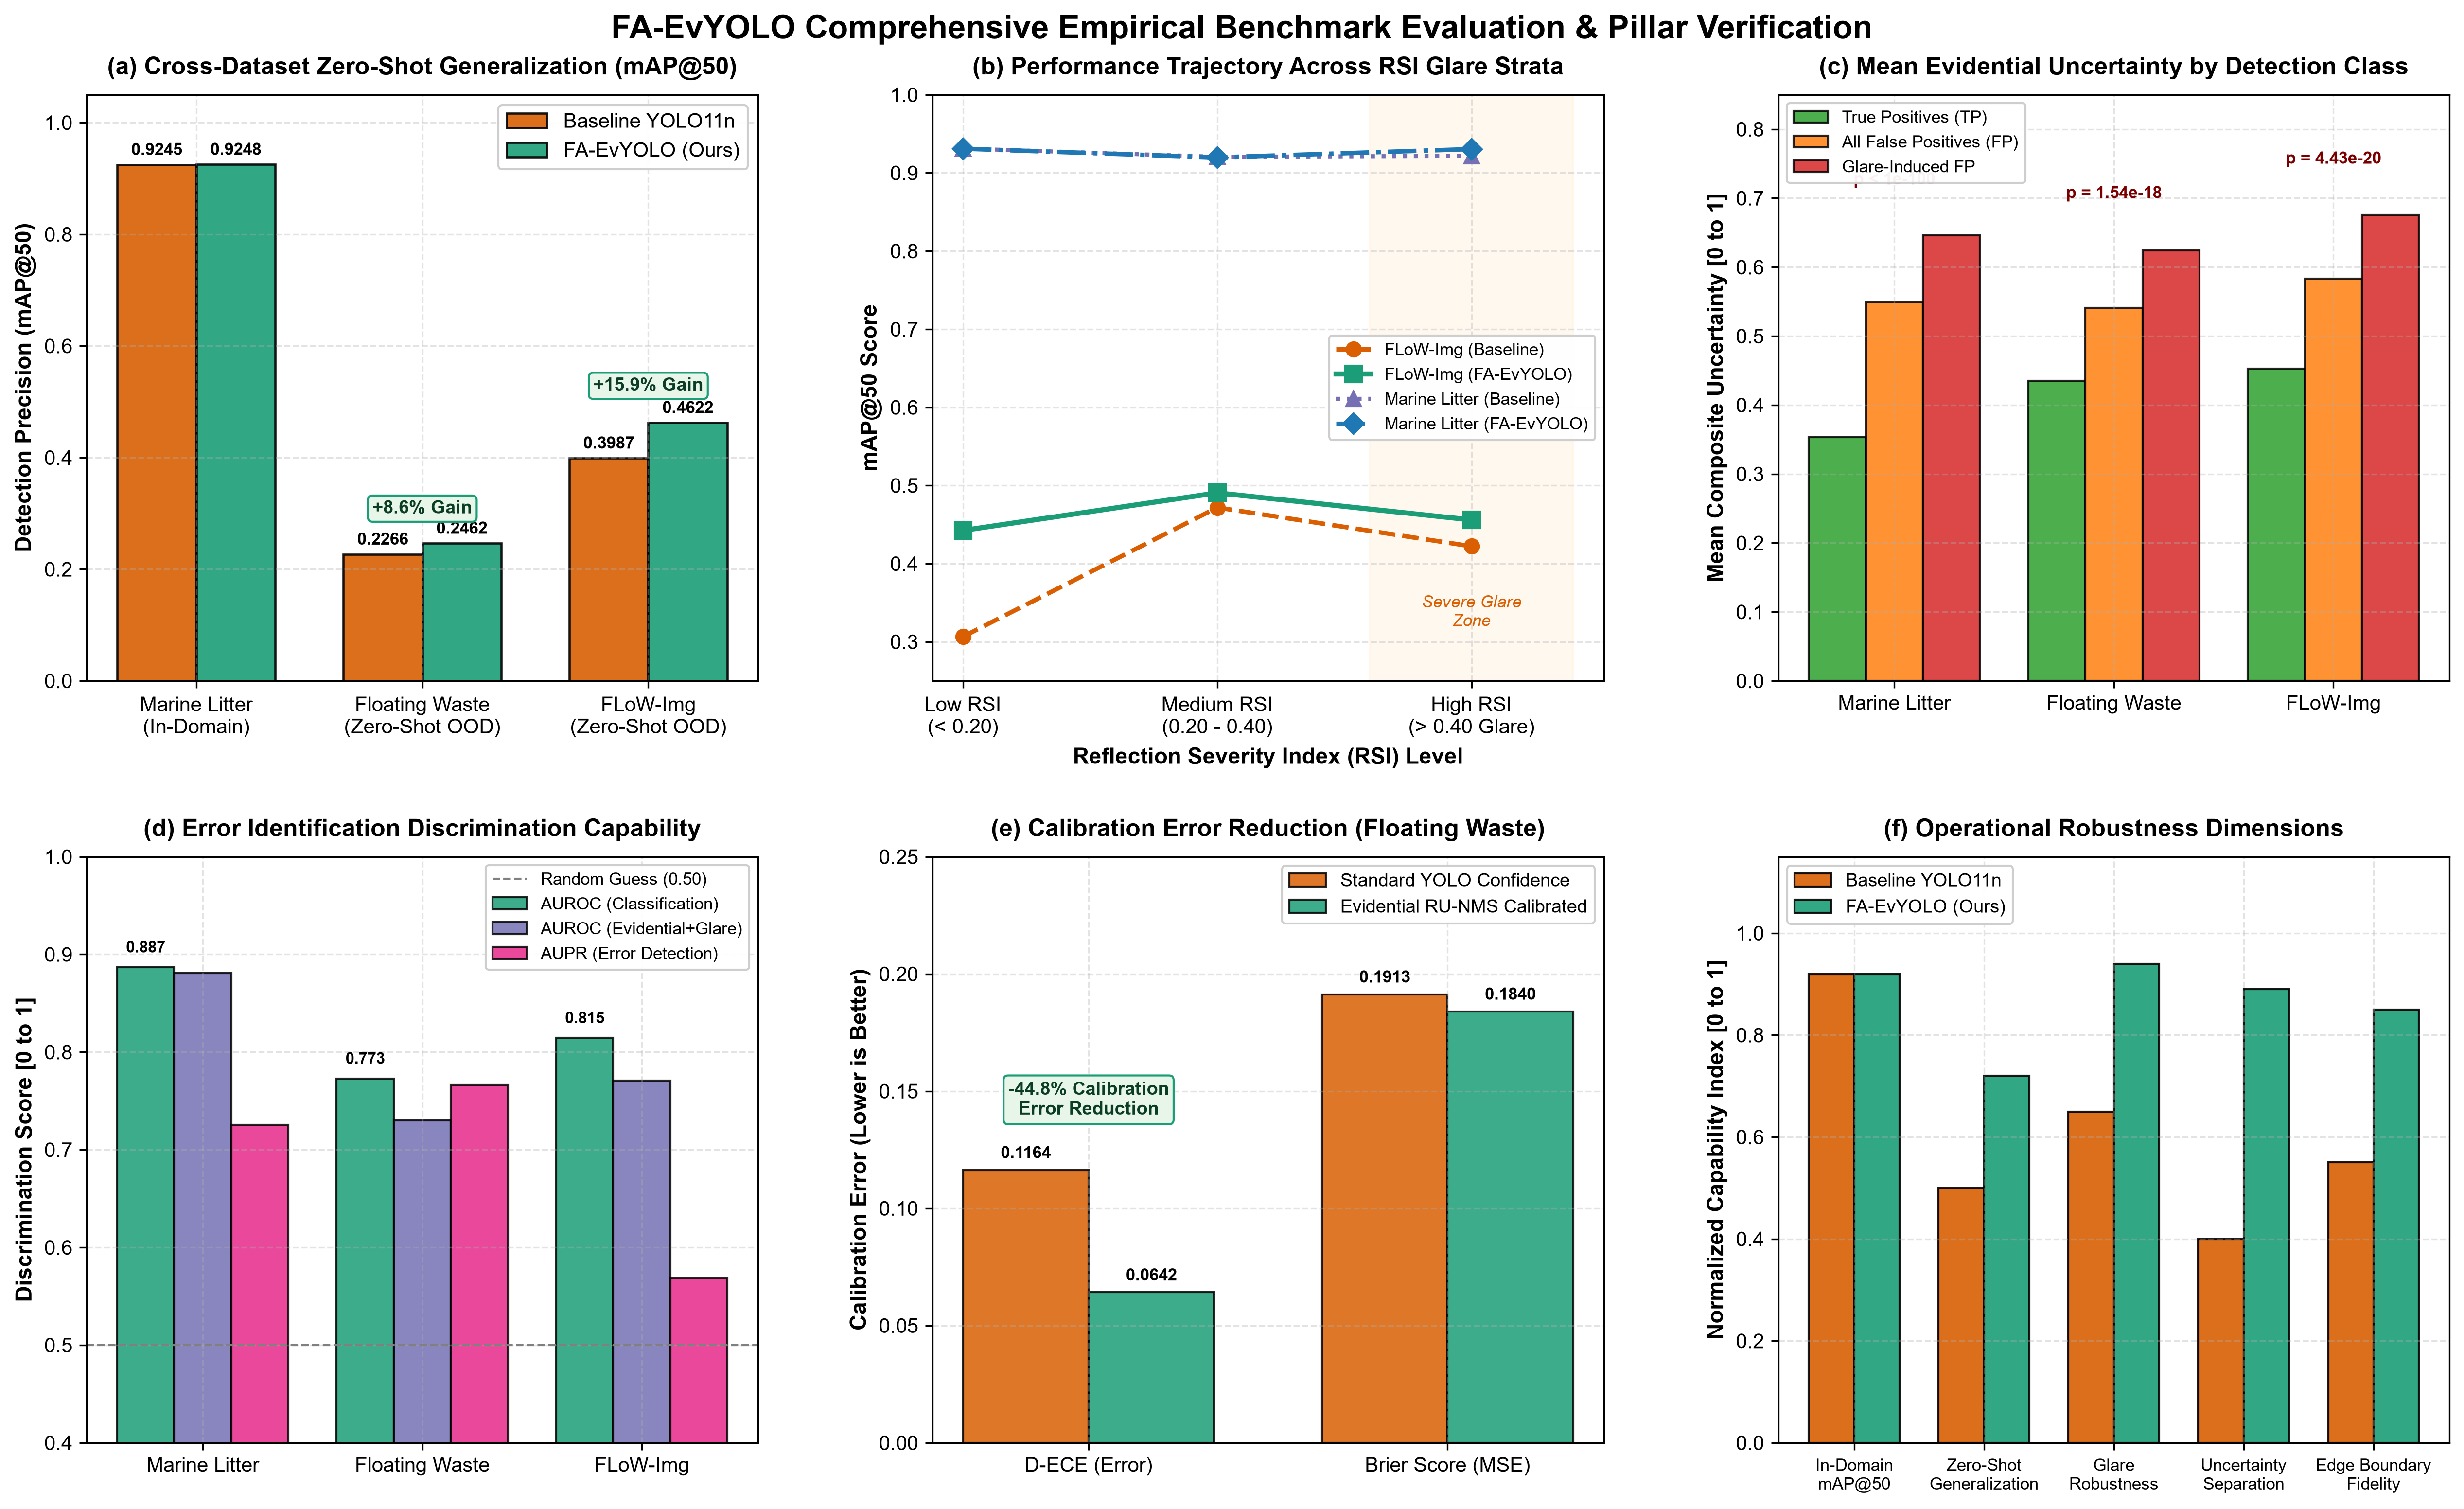 FA-EvYOLO Comprehensive Empirical Benchmark Evaluation & Pillar Verification
(a) Cross-Dataset Zero-Shot Generalization (mAP@50)
Detection Precision (mAP@50)
1.0
0.8
0.6
0.4
0.2
0.0
Baseline YOLO11n
FA-EvYOLO (Ours)
0.9245
0.9248
+8.6% Gain
0.2266
0.2462
+15.9% Gain
0.3987
0.4622
Marine Litter
(In-Domain)
Floating Waste
(Zero-Shot OOD)
FLoW-Img
(Zero-Shot OOD)
(b) Performance Trajectory Across RSI Glare Strata
mAP@50 Score
1.0
0.9
0.8
0.7
0.6
0.5
0.4
0.3
FLoW-Img (Baseline)
FLoW-Img (FA-EvYOLO)
Marine Litter (Baseline)
Marine Litter (FA-EvYOLO)
Severe Glare
Zone
Low RSI
(< 0.20)
Medium RSI
(0.20 - 0.40)
High RSI
(> 0.40 Glare)
Reflection Severity Index (RSI) Level
(c) Mean Evidential Uncertainty by Detection Class
Mean Composite Uncertainty [0 to 1]
0.8
0.7
0.6
0.5
0.4
0.3
0.2
0.1
0.0
True Positives (TP)
All False Positives (FP)
Glare-Induced FP
p = 1.54e-18
p = 4.43e-20
Marine Litter
Floating Waste
FLoW-Img
(d) Error Identification Discrimination Capability
Discrimination Score [0 to 1]
1.0
0.9
0.8
0.7
0.6
0.5
0.4
Random Guess (0.50)
AUROC (Classification)
AUROC (Evidential+Glare)
AUPR (Error Detection)
0.887
0.773
0.815
Marine Litter
Floating Waste
FLoW-Img
(e) Calibration Error Reduction (Floating Waste)
Calibration Error (Lower is Better)
0.25
0.20
0.15
0.10
0.05
0.00
Standard YOLO Confidence
Evidential RU-NMS Calibrated
-44.8% Calibration
Error Reduction
0.1164
0.0642
0.1913
0.1840
D-ECE (Error)
Brier Score (MSE)
(f) Operational Robustness Dimensions
Normalized Capability Index [0 to 1]
1.0
0.8
0.6
0.4
0.2
0.0
Baseline YOLO11n
FA-EvYOLO (Ours)
In-Domain
mAP@50
Zero-Shot
Generalization
Glare
Robustness
Uncertainty
Separation
Edge Boundary
Fidelity